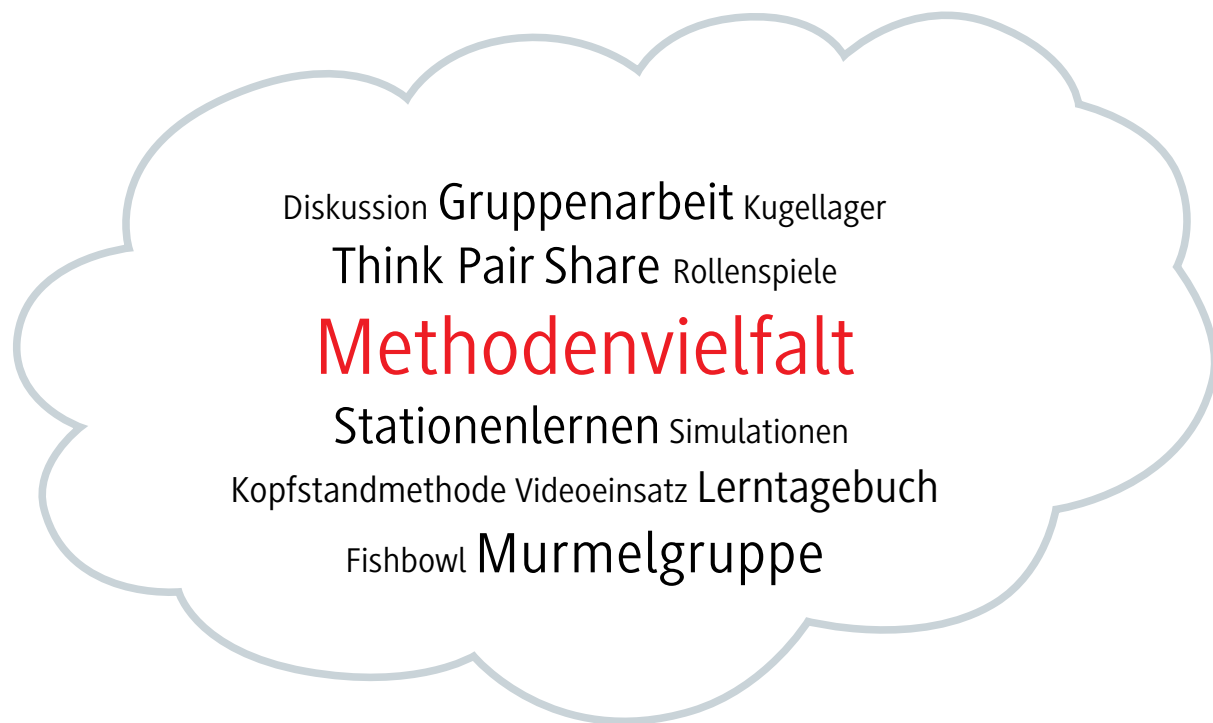 Diskussion Gruppenarbeit Kugellager
Think Pair Share Rollenspiele
Methodenvielfalt
Stationenlernen Simulationen
Kopfstandmethode Videoeinsatz Lerntagebuch
Fishbowl Murmelgruppe